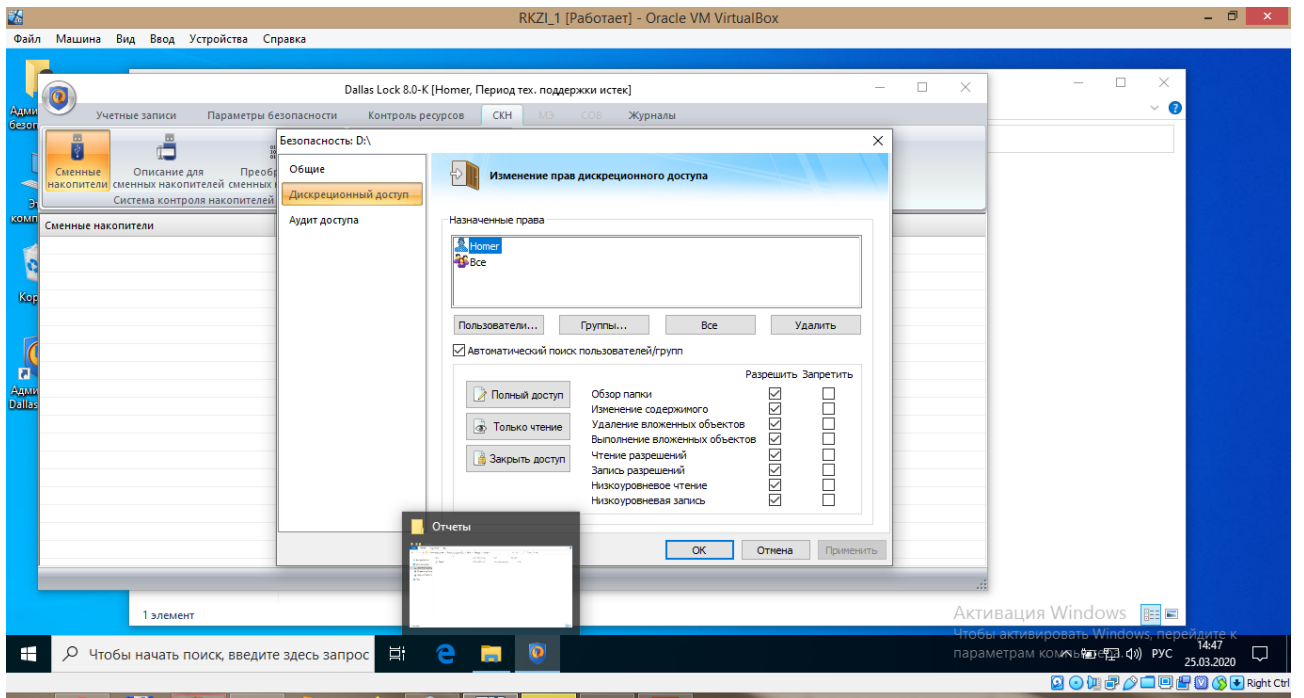 RKZI_1 [Работает] - Oracle VM VirtualBox
Файл Машина Вид Ввод Устройства Справка
Dallas Lock 8.0-K [Homer, Период тех. поддержки истек]
Учетные записи Параметры безопасности Контроль ресурсов СКН МЭ СОВ Журналы
Сменные накопители
Описание для сменных накопителей
Система контроля накопителей
Сменные накопители
Безопасность: D:\
Общие
Дискреционный доступ
Аудит доступа
Изменение прав дискреционного доступа
Назначенные права
Homer
Все
Пользователи... Группы... Все Удалить
Автоматический поиск пользователей/групп
Разрешить Запретить
Полный доступ
Только чтение
Закрыть доступ
Обзор папки
Изменение содержимого
Удаление вложенных объектов
Выполнение вложенных объектов
Чтение разрешений
Запись разрешений
Низкоуровневое чтение
Низкоуровневая запись
ОК Отмена Применить
Отчеты
1 элемент
Активация Windows
Чтобы активировать Windows, перейдите к
параметрам
Чтобы начать поиск, введите здесь запрос
РУС
14:47
25.03.2020
Right Ctrl